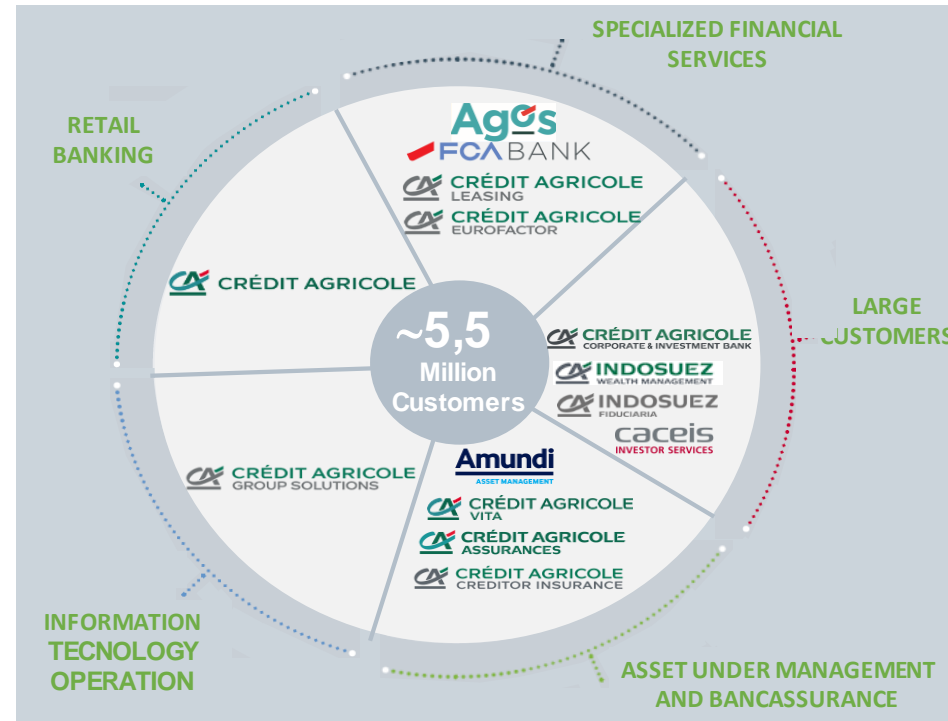 SPECIALIZED FINANCIAL
SERVICES
RETAIL
BANKING
Agos
FCA BANK
CRÉDIT AGRICOLE
LEASING
CRÉDIT AGRICOLE
EUROFACTOR
CRÉDIT AGRICOLE
~5,5
Million
Customers
LARGE
CUSTOMERS
CRÉDIT AGRICOLE
CORPORATE & INVESTMENT BANK
INDOSUEZ
WEALTH MANAGEMENT
INDOSUEZ
FIDUCIARIA
caceis
INVESTOR SERVICES
CRÉDIT AGRICOLE
GROUP SOLUTIONS
Amundi
ASSET MANAGEMENT
CRÉDIT AGRICOLE
VITA
CRÉDIT AGRICOLE
ASSURANCES
CRÉDIT AGRICOLE
CREDITOR INSURANCE
INFORMATION
TECNOLOGY
OPERATION
ASSET UNDER MANAGEMENT
AND BANCASSURANCE